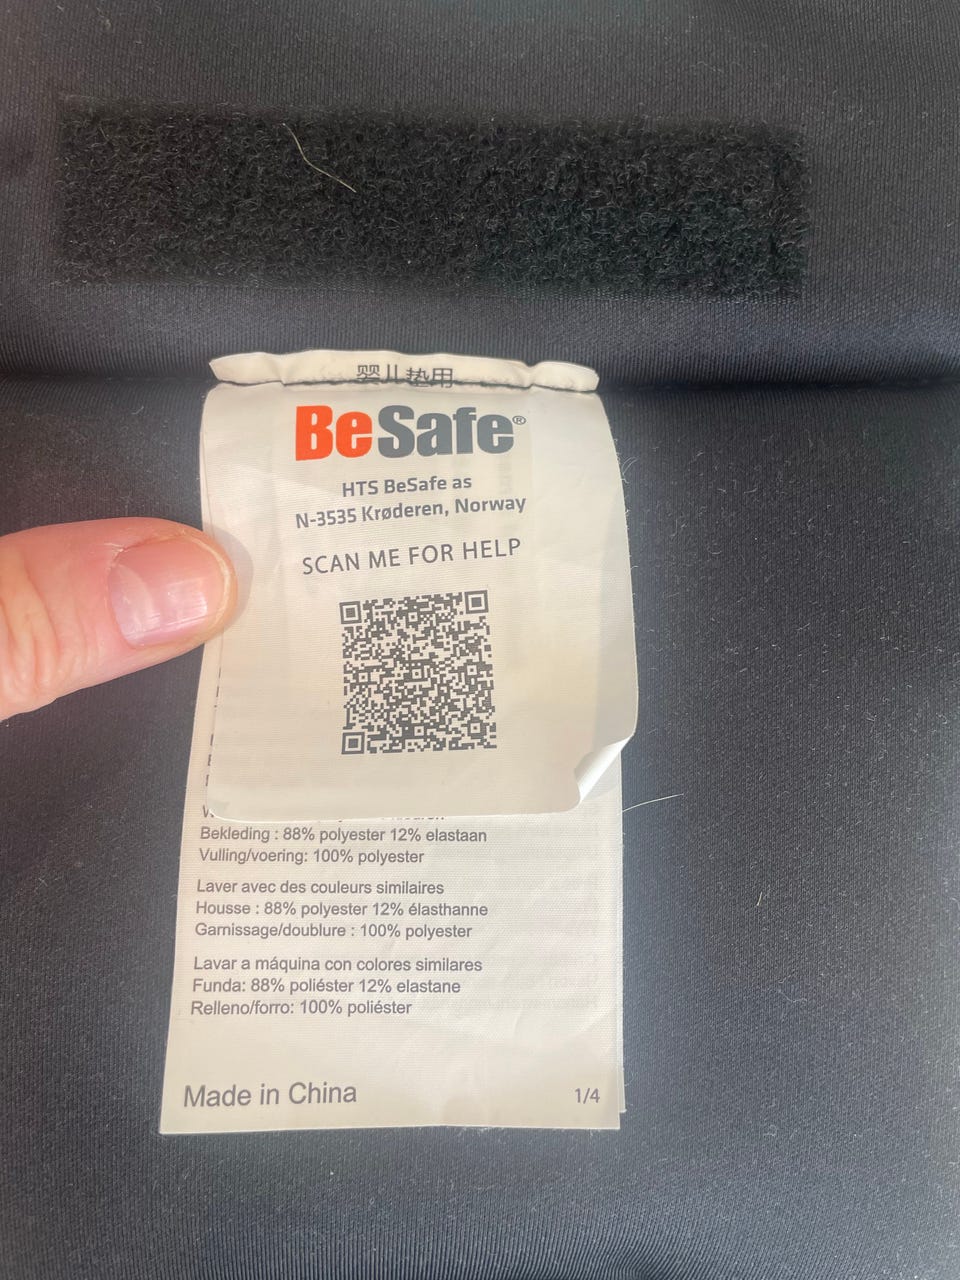 婴儿垫用
BeSafe®
HTS BeSafe as
N-3535 Krøderen, Norway
SCAN ME FOR HELP
Bekleding : 88% polyester 12% elastaan
Vulling/voering: 100% polyester
Laver avec des couleurs similaires
Housse : 88% polyester 12% élasthanne
Garnissage/doublure : 100% polyester
Lavar a máquina con colores similares
Funda: 88% poliéster 12% elastane
Relleno/forro: 100% poliéster
Made in China
1/4